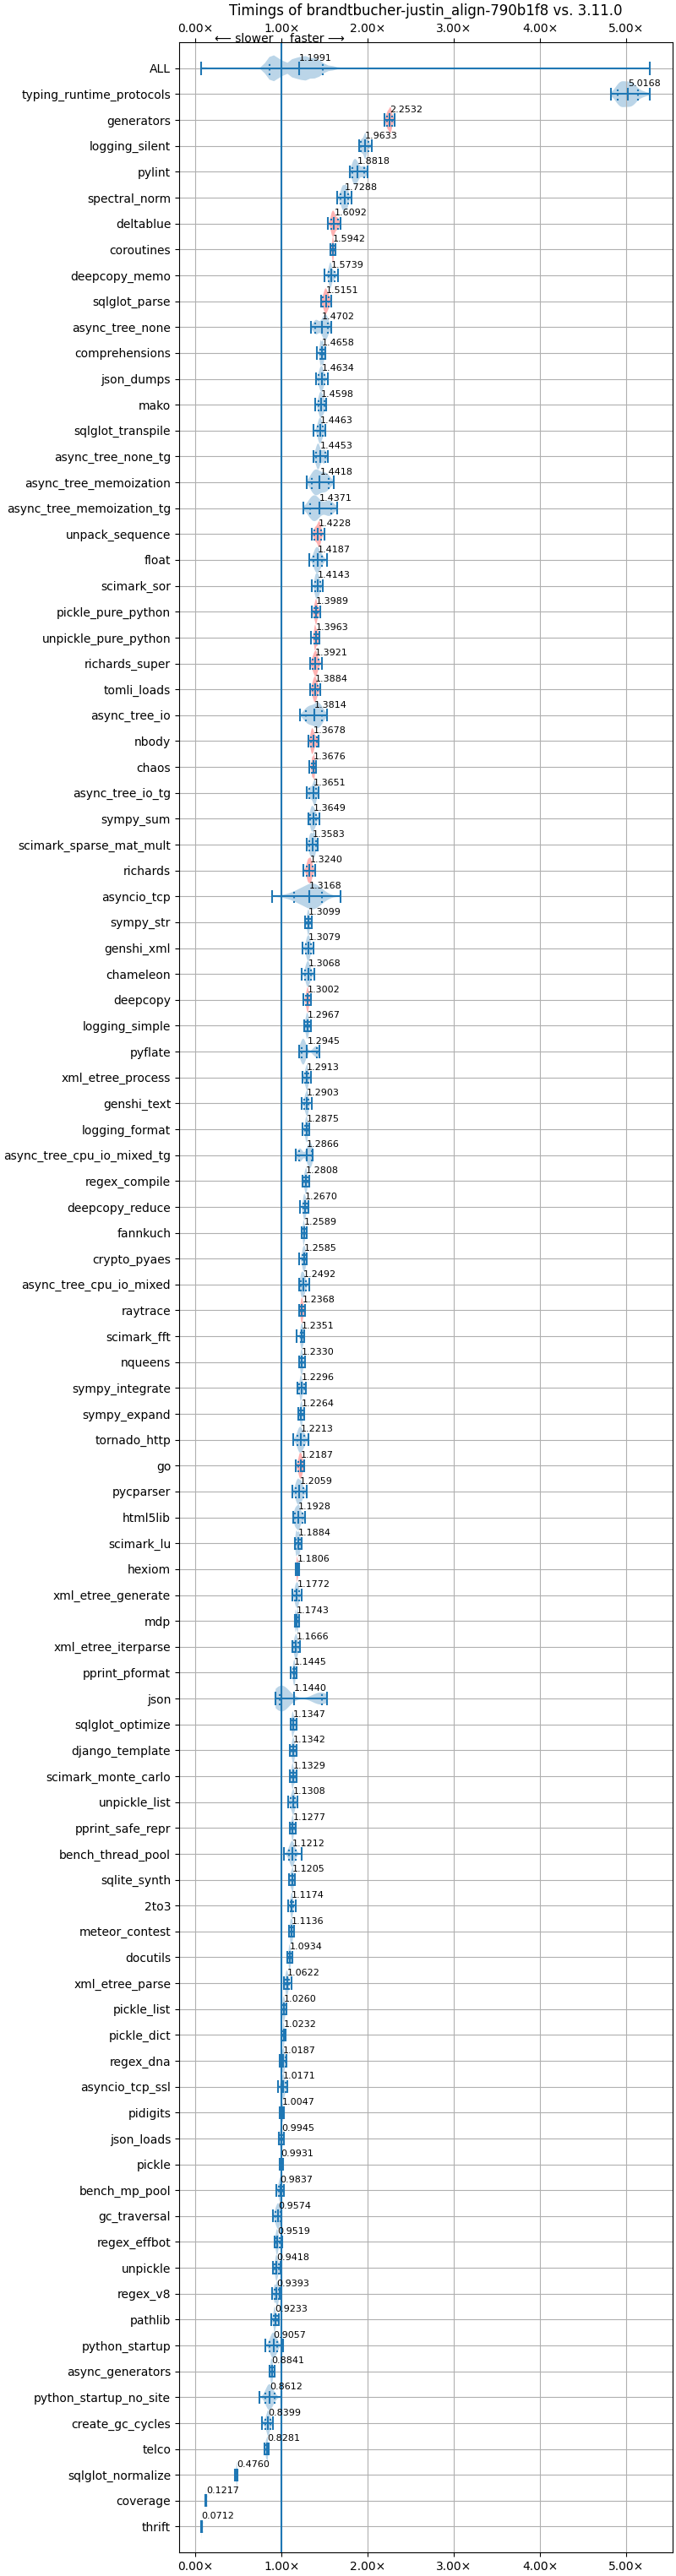 Timings of brandtbucher-justin_align-790b1f8 vs. 3.11.0
0.00× 1.00× 2.00× 3.00× 4.00× 5.00×
⟵ slower faster ⟶
ALL 1.1991
typing_runtime_protocols 5.0168
generators 2.2532
logging_silent 1.9633
pylint 1.8818
spectral_norm 1.7288
deltablue 1.6092
coroutines 1.5942
deepcopy_memo 1.5739
sqlglot_parse 1.5151
async_tree_none 1.4702
comprehensions 1.4658
json_dumps 1.4634
mako 1.4598
sqlglot_transpile 1.4463
async_tree_none_tg 1.4453
async_tree_memoization 1.4418
async_tree_memoization_tg 1.4371
unpack_sequence 1.4228
float 1.4187
scimark_sor 1.4143
pickle_pure_python 1.3989
unpickle_pure_python 1.3963
richards_super 1.3921
tomli_loads 1.3884
async_tree_io 1.3814
nbody 1.3678
chaos 1.3676
async_tree_io_tg 1.3651
sympy_sum 1.3649
scimark_sparse_mat_mult 1.3583
richards 1.3240
asyncio_tcp 1.3168
sympy_str 1.3099
genshi_xml 1.3079
chameleon 1.3068
deepcopy 1.3002
logging_simple 1.2967
pyflate 1.2945
xml_etree_process 1.2913
genshi_text 1.2903
logging_format 1.2875
async_tree_cpu_io_mixed_tg 1.2866
regex_compile 1.2808
deepcopy_reduce 1.2670
fannkuch 1.2589
crypto_pyaes 1.2585
async_tree_cpu_io_mixed 1.2492
raytrace 1.2368
scimark_fft 1.2351
nqueens 1.2330
sympy_integrate 1.2296
sympy_expand 1.2264
tornado_http 1.2213
go 1.2187
pycparser 1.2059
html5lib 1.1928
scimark_lu 1.1884
hexiom 1.1806
xml_etree_generate 1.1772
mdp 1.1743
xml_etree_iterparse 1.1666
pprint_pformat 1.1445
json 1.1440
sqlglot_optimize 1.1347
django_template 1.1342
scimark_monte_carlo 1.1329
unpickle_list 1.1308
pprint_safe_repr 1.1277
bench_thread_pool 1.1212
sqlite_synth 1.1205
2to3 1.1174
meteor_contest 1.1136
docutils 1.0934
xml_etree_parse 1.0622
pickle_list 1.0260
pickle_dict 1.0232
regex_dna 1.0187
asyncio_tcp_ssl 1.0171
pidigits 1.0047
json_loads 0.9945
pickle 0.9931
bench_mp_pool 0.9837
gc_traversal 0.9574
regex_effbot 0.9519
unpickle 0.9418
regex_v8 0.9393
pathlib 0.9233
python_startup 0.9057
async_generators 0.8841
python_startup_no_site 0.8612
create_gc_cycles 0.8399
telco 0.8281
sqlglot_normalize 0.4760
coverage 0.1217
thrift 0.0712
0.00× 1.00× 2.00× 3.00× 4.00× 5.00×